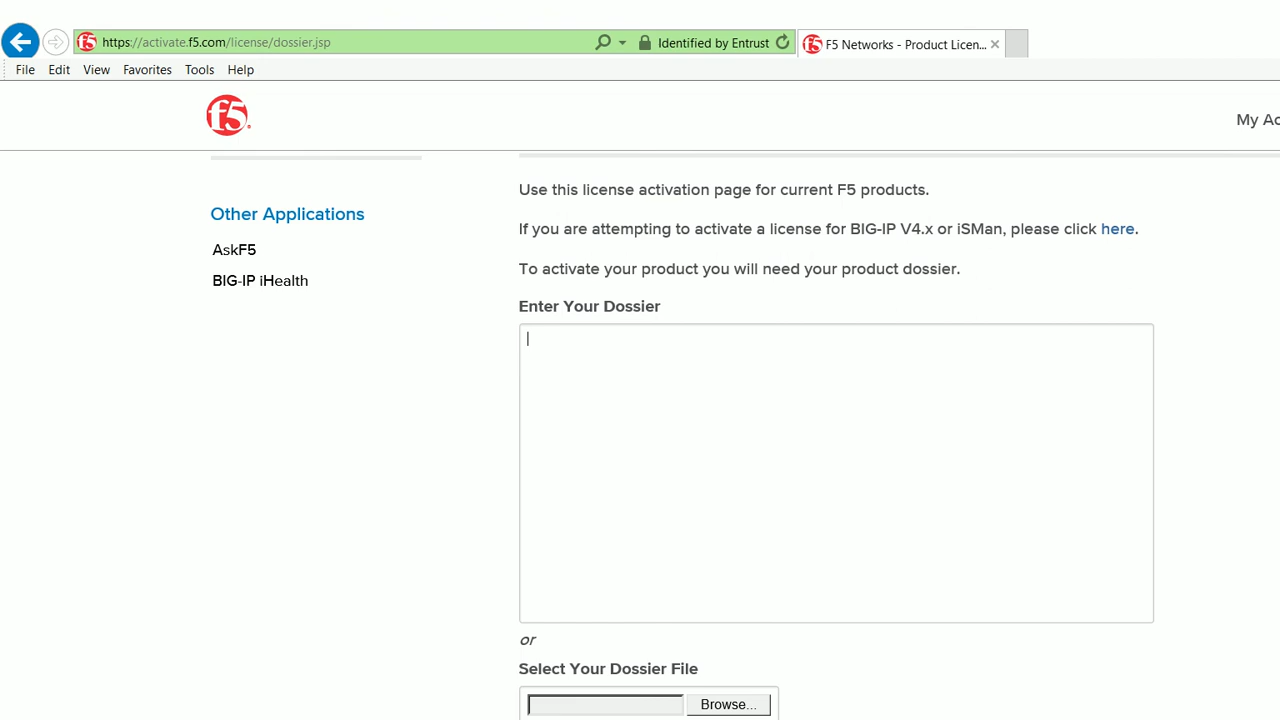 https://activate.f5.com/license/dossier.jsp
Identified by Entrust
F5 Networks - Product Licen...
File Edit View Favorites Tools Help
f5
My Ac
Use this license activation page for current F5 products.
Other Applications
If you are attempting to activate a license for BIG-IP V4.x or iSMan, please click here.
AskF5
To activate your product you will need your product dossier.
BIG-IP iHealth
Enter Your Dossier
or
Select Your Dossier File
Browse...